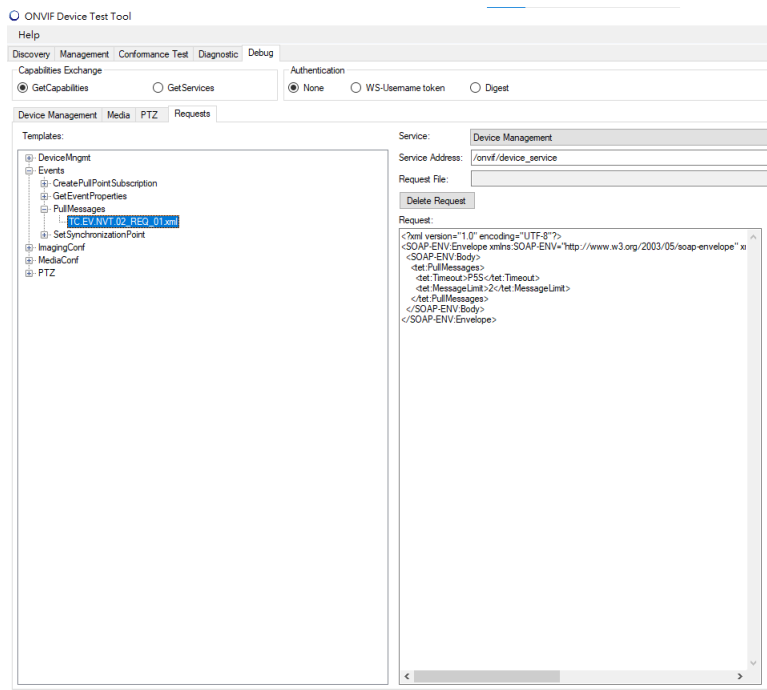 ONVIF Device Test Tool
Help
Discovery Management Conformance Test Diagnostic Debug
Capabilities Exchange
GetCapabilities GetServices
Authentication
None WS-Username token Digest
Device Management Media PTZ Requests
Templates:
DeviceMngmt
Events
CreatePullPointSubscription
GetEventProperties
PullMessages
TC.EV.NVT.02_REQ_01.xml
SetSynchronizationPoint
ImagingConf
MediaConf
PTZ
Service: Device Management
Service Address: /onvif/device_service
Request File:
Delete Request
Request:
<?xml version="1.0" encoding="UTF-8"?>
<SOAP-ENV:Envelope xmlns:SOAP-ENV="http://www.w3.org/2003/05/soap-envelope"
<SOAP-ENV:Body>
<tet:PullMessages>
<tet:Timeout>P5S</tet:Timeout>
<tet:MessageLimit>2</tet:MessageLimit>
</tet:PullMessages>
</SOAP-ENV:Body>
</SOAP-ENV:Envelope>